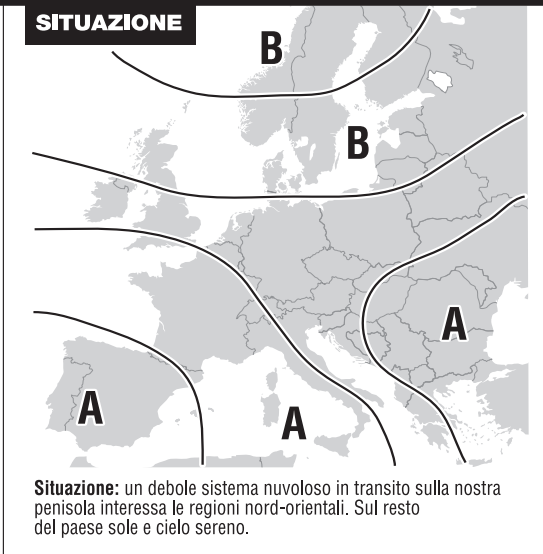 SITUAZIONE
B
B
A
A
A
Situazione: un debole sistema nuvoloso in transito sulla nostra
penisola interessa le regioni nord-orientali. Sul resto
del paese sole e cielo sereno.